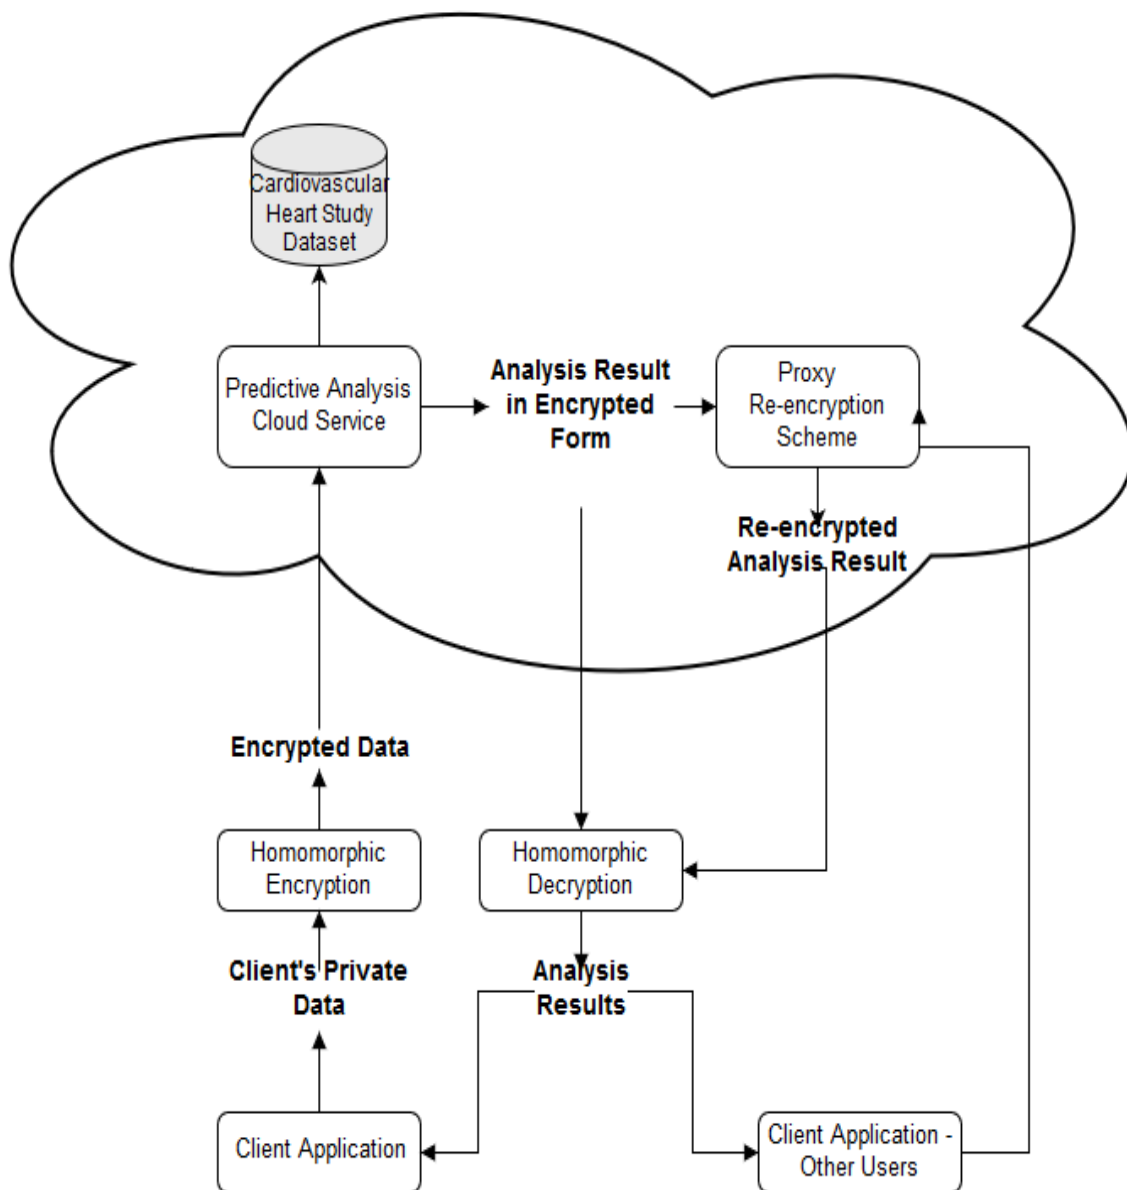 Cardiovascular
Heart Study
Dataset
Predictive Analysis
Cloud Service
Analysis Result
in Encrypted
Form
Proxy
Re-encryption
Scheme
Re-encrypted
Analysis Result
Encrypted Data
Homomorphic
Encryption
Homomorphic
Decryption
Client's Private
Data
Analysis
Results
Client Application
Client Application -
Other Users